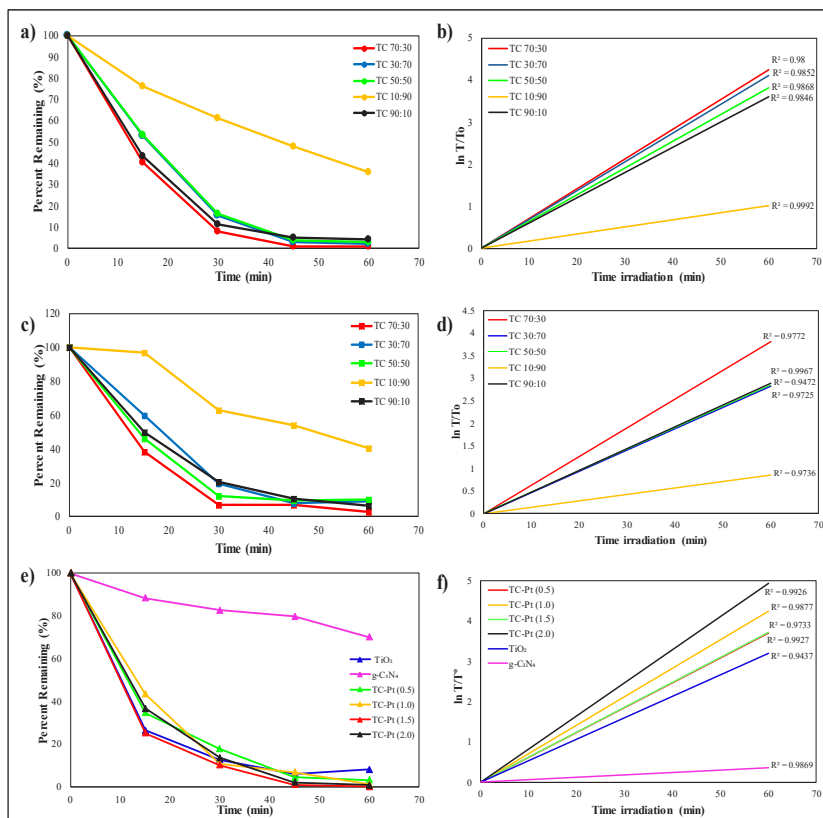 a)
Percent Remaining (%)
100
90
80
70
60
50
40
30
20
10
0
0 10 20 30 40 50 60 70
Time (min)
TC 70:30
TC 30:70
TC 50:50
TC 10:90
TC 90:10
b)
ln T/To
5
4
3
2
1
0
0 10 20 30 40 50 60 70
Time irradiation (min)
TC 70:30
TC 30:70
TC 50:50
TC 10:90
TC 90:10
R² = 0.98
R² = 0.9852
R² = 0.9868
R² = 0.9846
R² = 0.9992
c)
Percent Remaining (%)
120
100
80
60
40
20
0
0 10 20 30 40 50 60 70
Time (min)
TC 70:30
TC 30:70
TC 50:50
TC 10:90
TC 90:10
d)
ln T/To
4.5
4
3.5
3
2.5
2
1.5
1
0.5
0
0 10 20 30 40 50 60 70
Time irradiation (min)
TC 70:30
TC 30:70
TC 50:50
TC 10:90
TC 90:10
R² = 0.9772
R² = 0.9967
R² = 0.9472
R² = 0.9725
R² = 0.9736
e)
Percent Remaining (%)
100
80
60
40
20
0
0 10 20 30 40 50 60 70
Time (min)
TiO₂
g-C₃N₄
TC-Pt (0.5)
TC-Pt (1.0)
TC-Pt (1.5)
TC-Pt (2.0)
f)
ln T/T°
5
4
3
2
1
0
0 10 20 30 40 50 60 70
Time irradiation (min)
TC-Pt (0.5)
TC-Pt (1.0)
TC-Pt (1.5)
TC-Pt (2.0)
TiO₂
g-C₃N₄
R² = 0.9926
R² = 0.9877
R² = 0.9733
R² = 0.9927
R² = 0.9437
R² = 0.9869